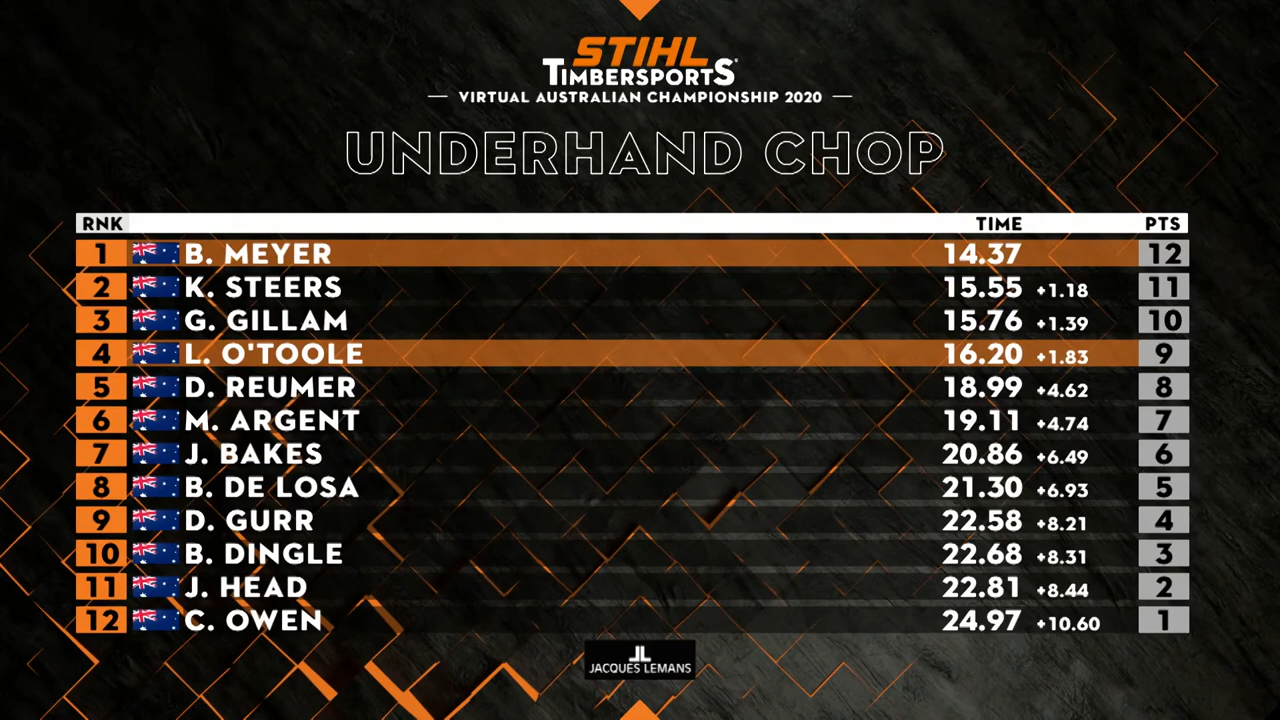 STIHL
TIMBERSPORTS®
VIRTUAL AUSTRALIAN CHAMPIONSHIP 2020
UNDERHAND CHOP
RNK TIME PTS
1 B. MEYER 14.37 12
2 K. STEERS 15.55 +1.18 11
3 G. GILLAM 15.76 +1.39 10
4 L. O'TOOLE 16.20 +1.83 9
5 D. REUMER 18.99 +4.62 8
6 M. ARGENT 19.11 +4.74 7
7 J. BAKES 20.86 +6.49 6
8 B. DE LOSA 21.30 +6.93 5
9 D. GURR 22.58 +8.21 4
10 B. DINGLE 22.68 +8.31 3
11 J. HEAD 22.81 +8.44 2
12 C. OWEN 24.97 +10.60 1
JL
JACQUES LEMANS